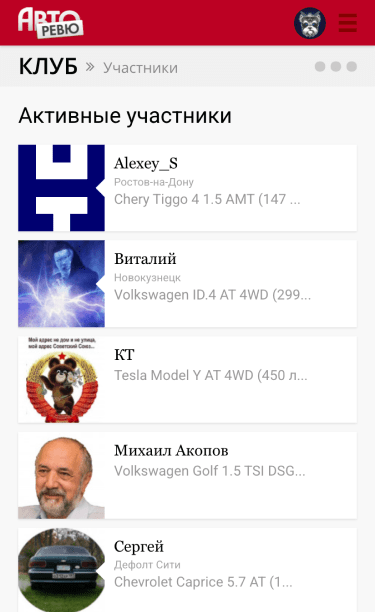 АВТО
РЕВЮ
КЛУБ » Участники
Активные участники
Alexey_S
Ростов-на-Дону
Chery Tiggo 4 1.5 AMT (147 ...
Виталий
Новокузнецк
Volkswagen ID.4 AT 4WD (299...
Мой адрес не дом и не улица,
мой адрес Советский Союз...
КТ
Tesla Model Y AT 4WD (450 л...
Михаил Акопов
Volkswagen Golf 1.5 TSI DSG...
Сергей
Дефолт Сити
Chevrolet Caprice 5.7 AT (1...